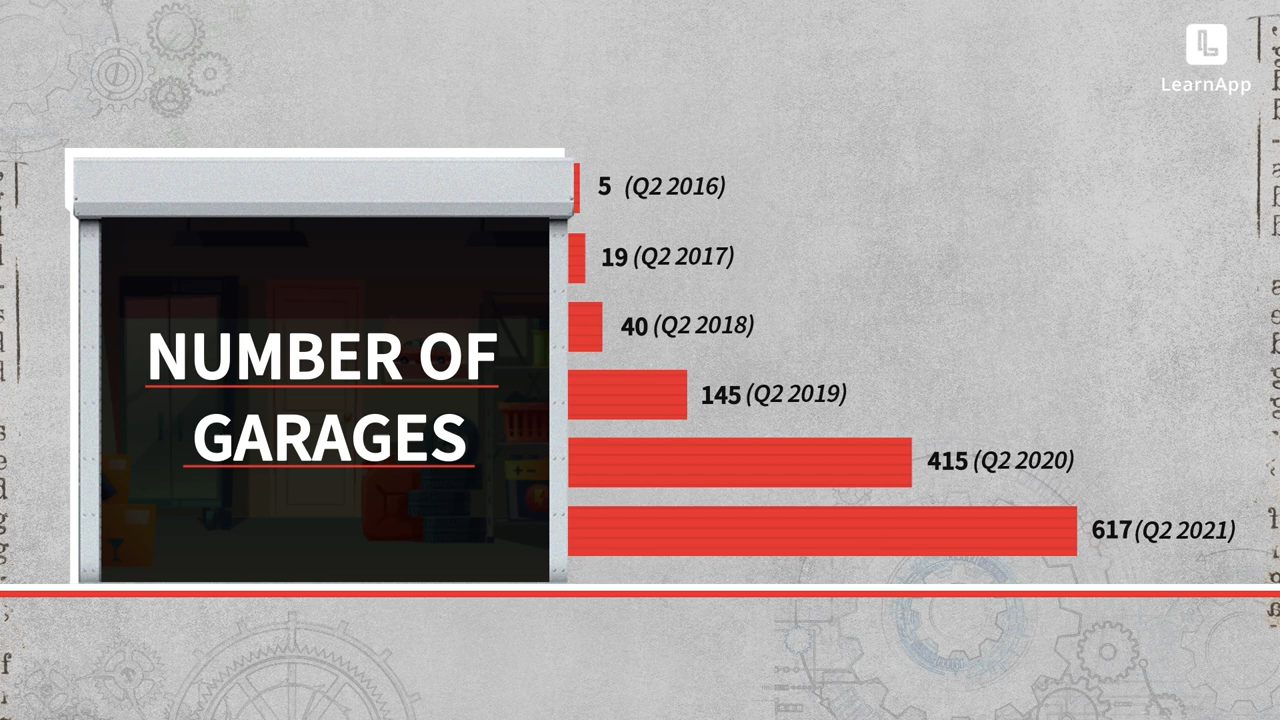 LearnApp
5 (Q2 2016)
19 (Q2 2017)
40 (Q2 2018)
145 (Q2 2019)
415 (Q2 2020)
617 (Q2 2021)
NUMBER OF
GARAGES